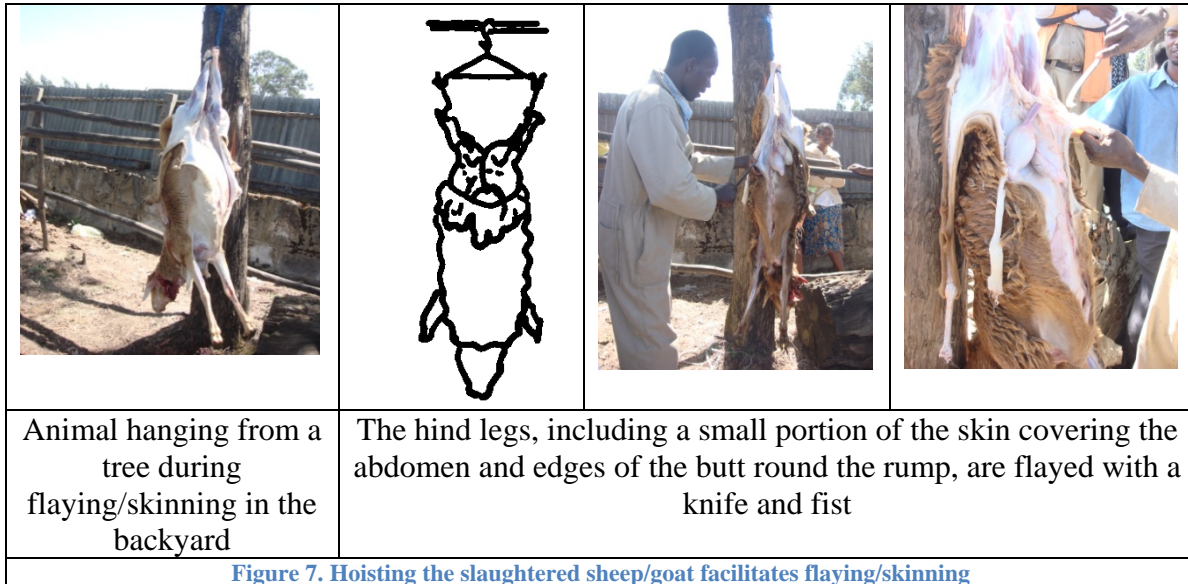 Animal hanging from a
tree during
flaying/skinning in the
backyard
The hind legs, including a small portion of the skin covering the
abdomen and edges of the butt round the rump, are flayed with a
knife and fist
Figure 7. Hoisting the slaughtered sheep/goat facilitates flaying/skinning